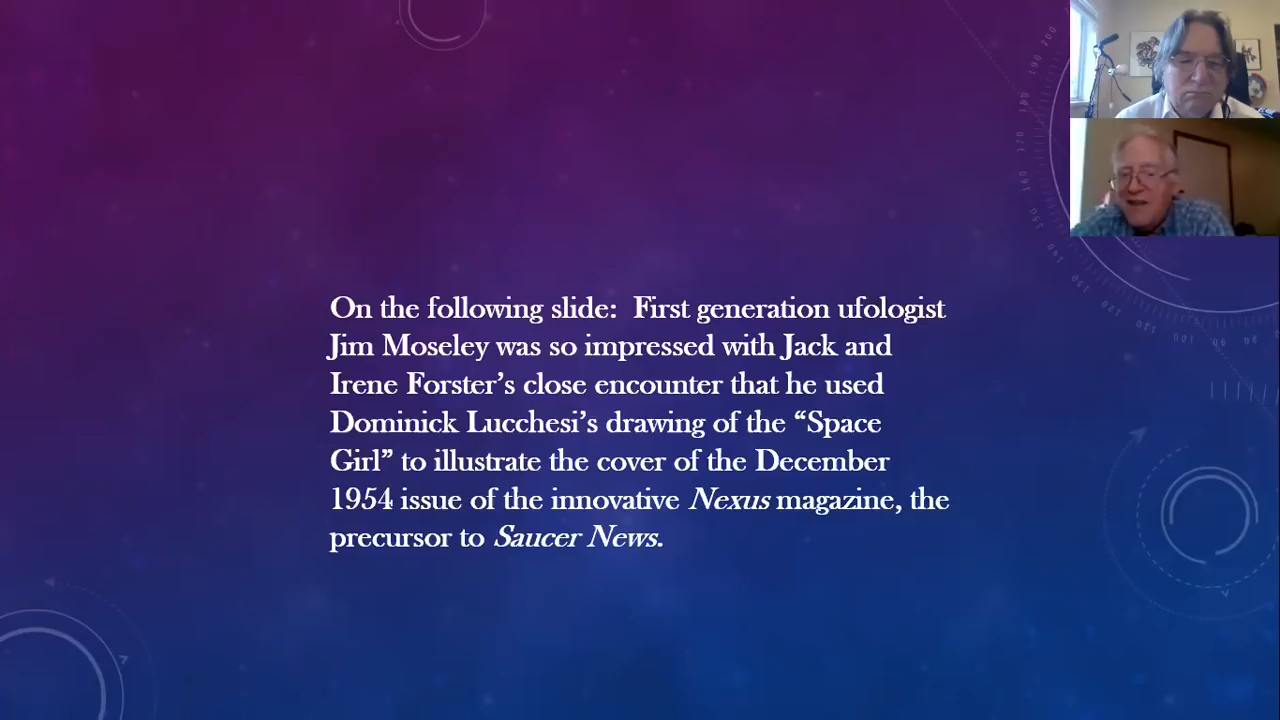 On the following slide:  First generation ufologist
Jim Moseley was so impressed with Jack and
Irene Forster’s close encounter that he used
Dominick Lucchesi’s drawing of the “Space
Girl” to illustrate the cover of the December
1954 issue of the innovative Nexus magazine, the
precursor to Saucer News.